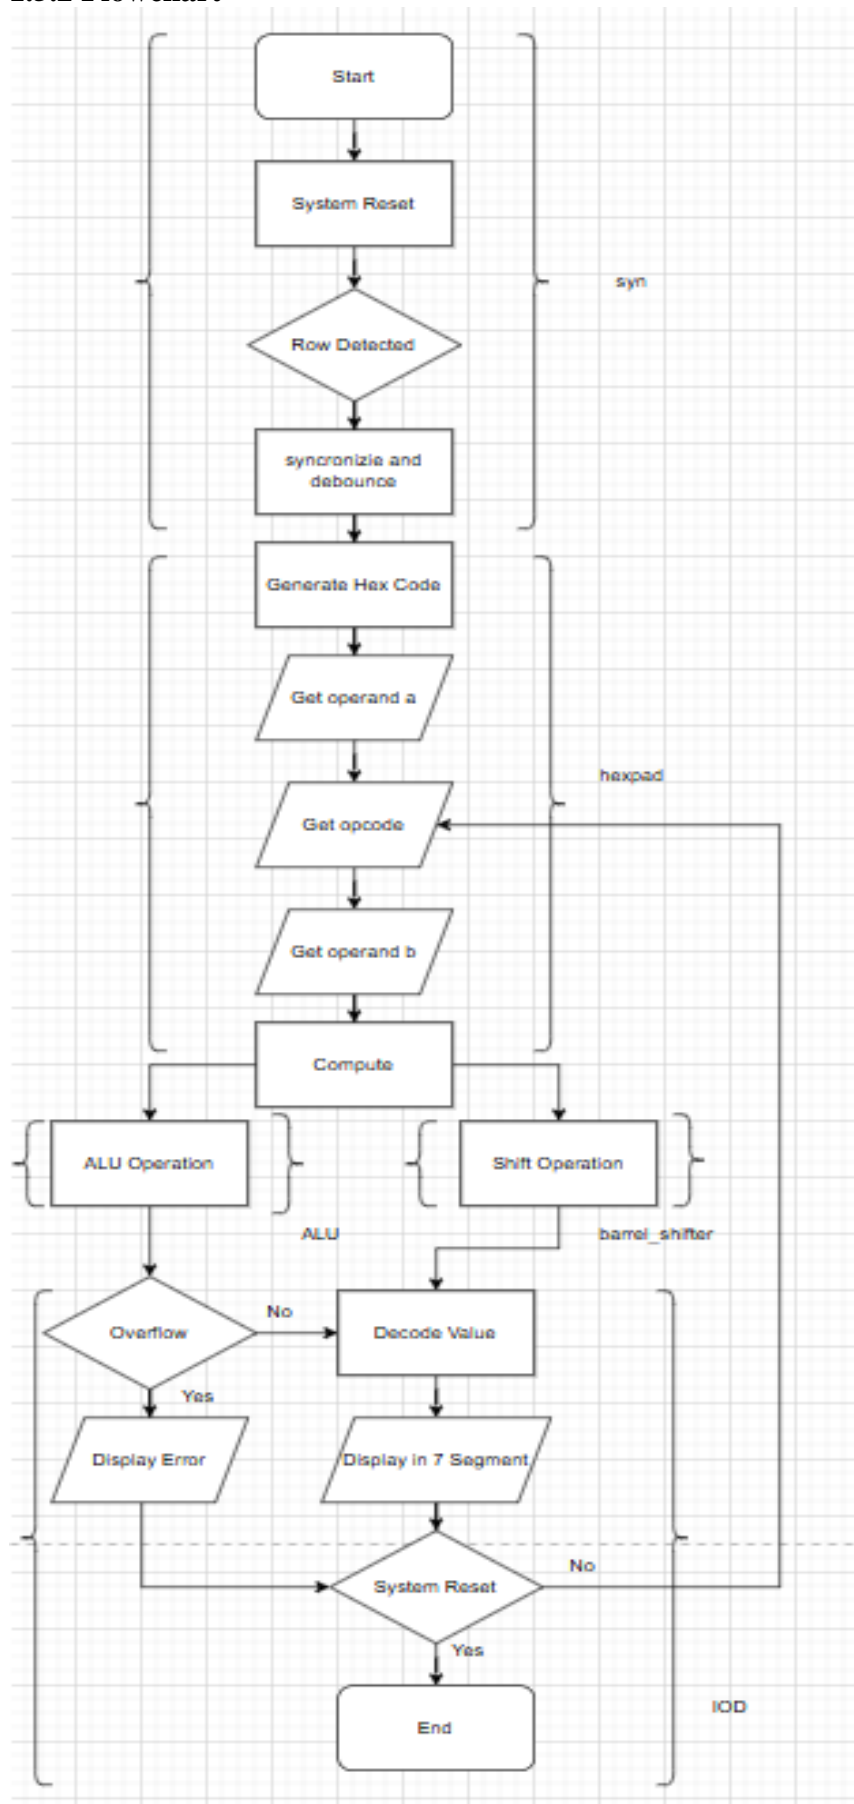 Start
System Reset
syn
Row Detected
syncronizie and
debounce
Generate Hex Code
Get operand a
hexpad
Get opcode
Get operand b
Compute
ALU Operation
Shift Operation
ALU
barrel_shifter
No
Overflow
Decode Value
Yes
Display Error
Display in 7 Segment
No
System Reset
Yes
IOD
End